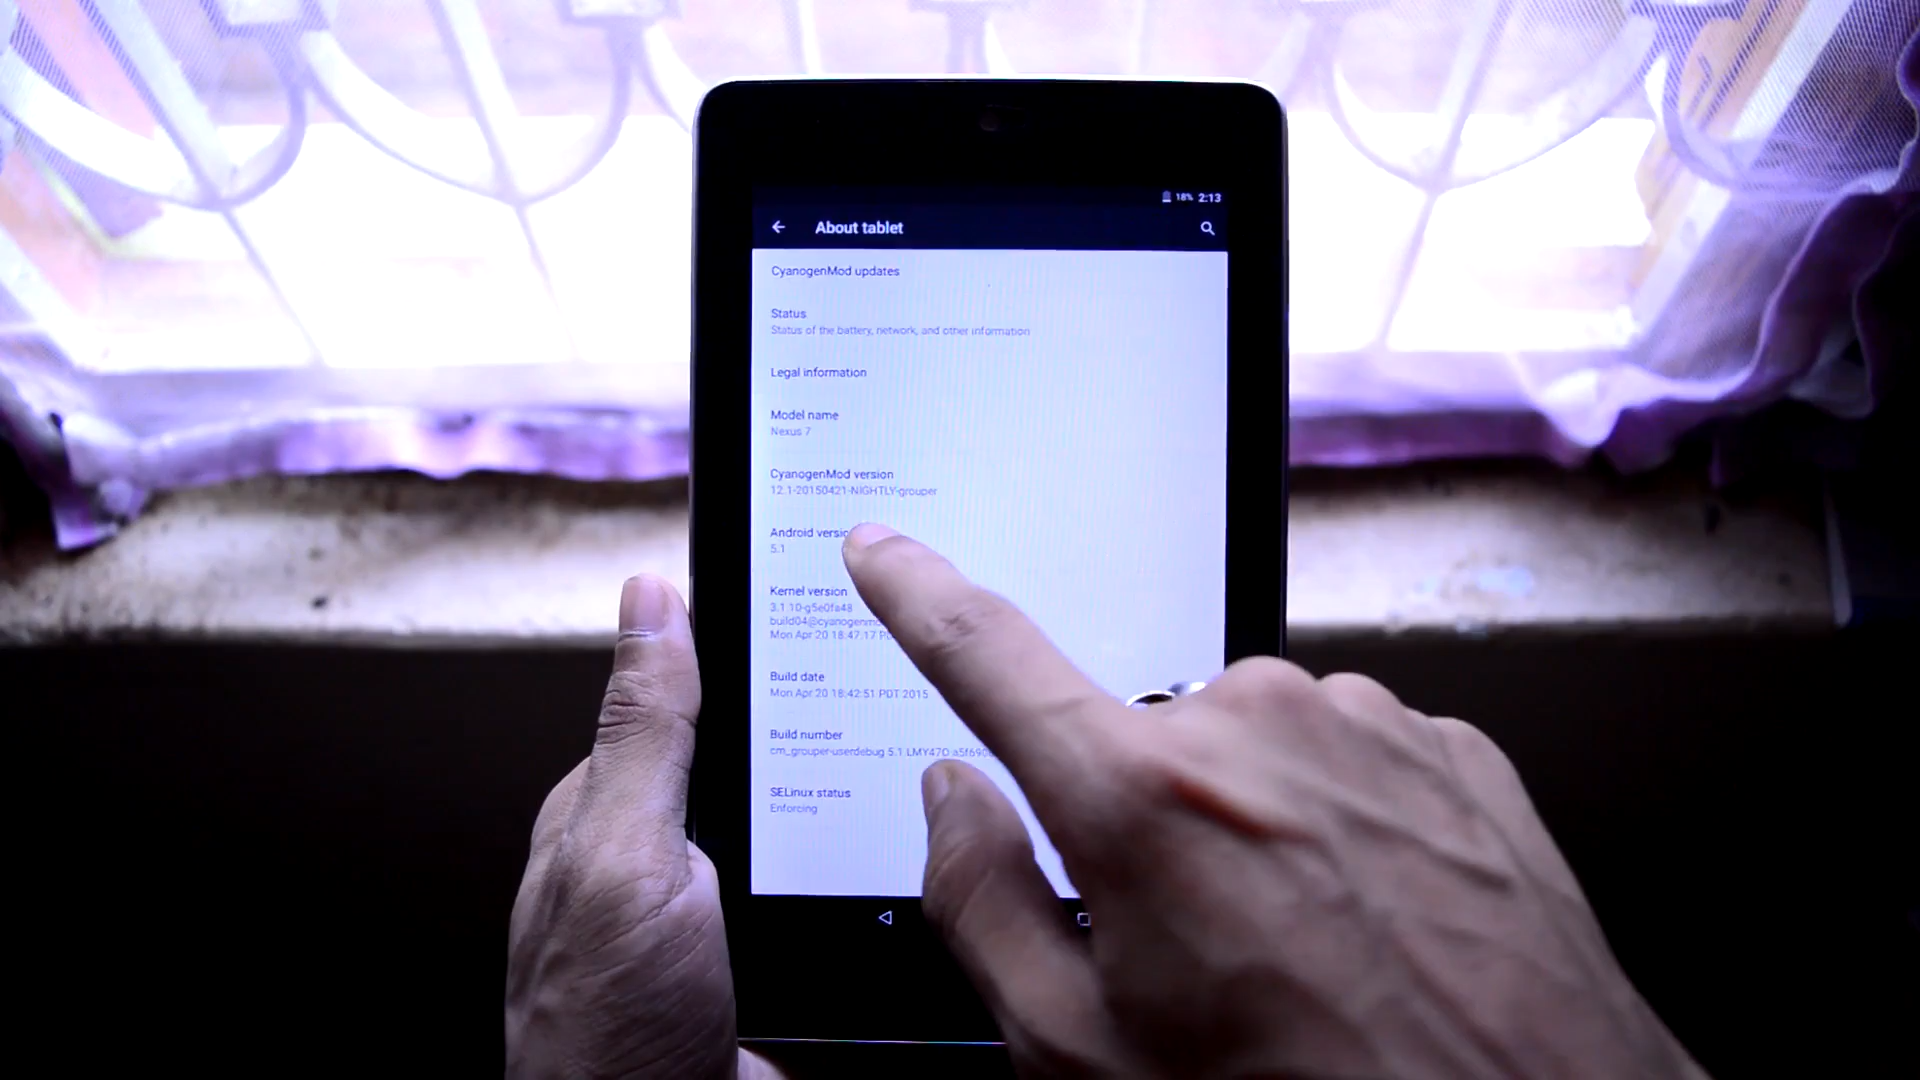 18% 2:13
About tablet
CyanogenMod updates
Status
Status of the battery, network, and other information
Legal information
Model name
Nexus 7
CyanogenMod version
12.1-20150421-NIGHTLY-grouper
Android versio
5.1
Kernel version
3.1.10-g5e0fa48
build04@cyanogenmo
Mon Apr 20 18:47:17
Build date
Mon Apr 20 18:42:51 PDT 2015
Build number
cm_grouper-userdebug 5.1 LMY47O
SELinux status
Enforcing